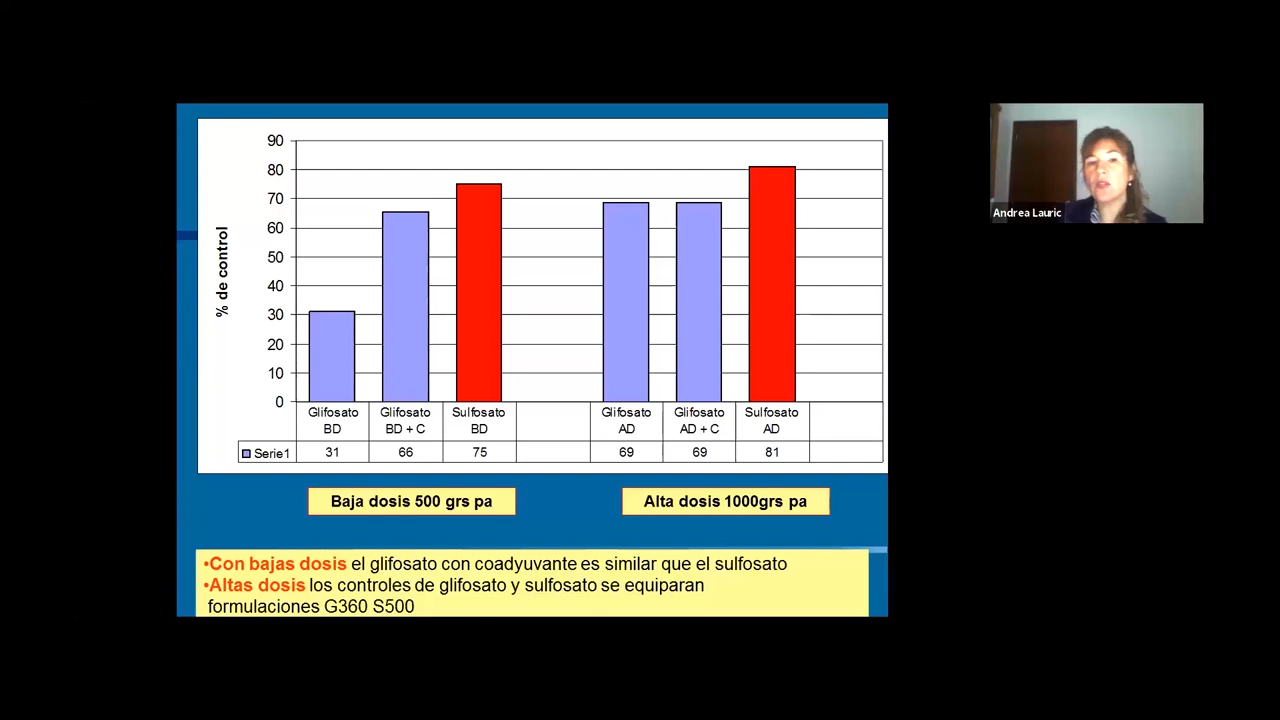 90
80
70
60
50
40
30
20
10
0
% de control
Glifosato BD
Glifosato BD + C
Sulfosato BD
Glifosato AD
Glifosato AD + C
Sulfosato AD
Serie1 31 66 75 69 69 81
Baja dosis 500 grs pa
Alta dosis 1000grs pa
•Con bajas dosis el glifosato con coadyuvante es similar que el sulfosato
•Altas dosis los controles de glifosato y sulfosato se equiparan
formulaciones G360 S500
Andrea Lauric